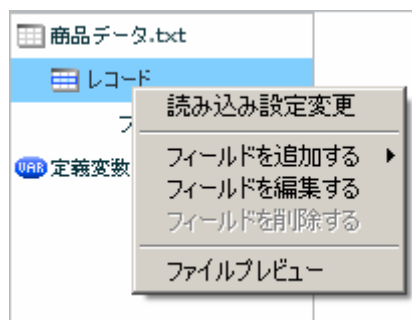 商品データ.txt
レコード
読み込み設定変更
フ
フィールドを追加する
VAR 定義変数
フィールドを編集する
フィールドを削除する
ファイルプレビュー